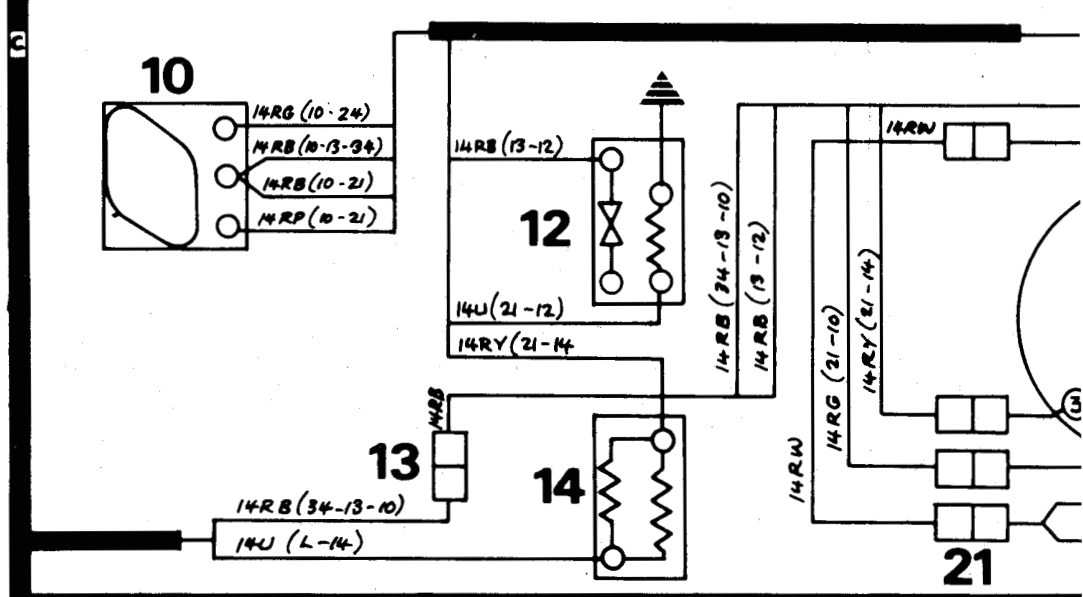 C
10
14RG (10-24)
14RB (10-13-34)
14RB (10-21)
14RP (10-21)
14RB (13-12)
12
14U (21-12)
14RY (21-14
14RB
13
14
14RB (34-13-10)
14U (L-14)
14RB (34-13-10)
14RB (13-12)
14RW
14RW
14RG (21-10)
14RY (21-14)
3
21